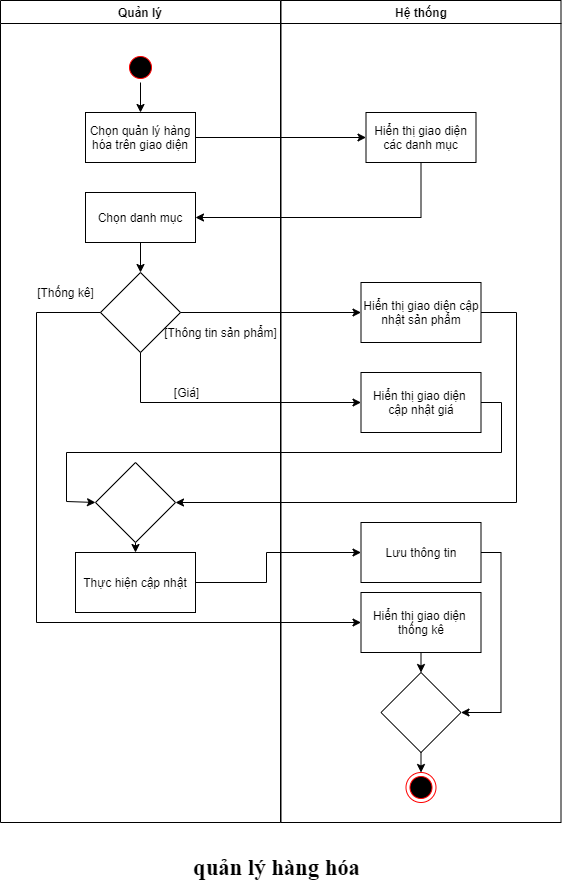 Quản lý
Hệ thống
Chọn quản lý hàng
hóa trên giao diện
Hiển thị giao diện
các danh mục
Chọn danh mục
[Thống kê]
[Thông tin sản phẩm]
Hiển thị giao diện cập
nhật sản phẩm
[Giá]
Hiển thị giao diện
cập nhật giá
Thực hiện cập nhật
Lưu thông tin
Hiển thị giao diện
thống kê
quản lý hàng hóa